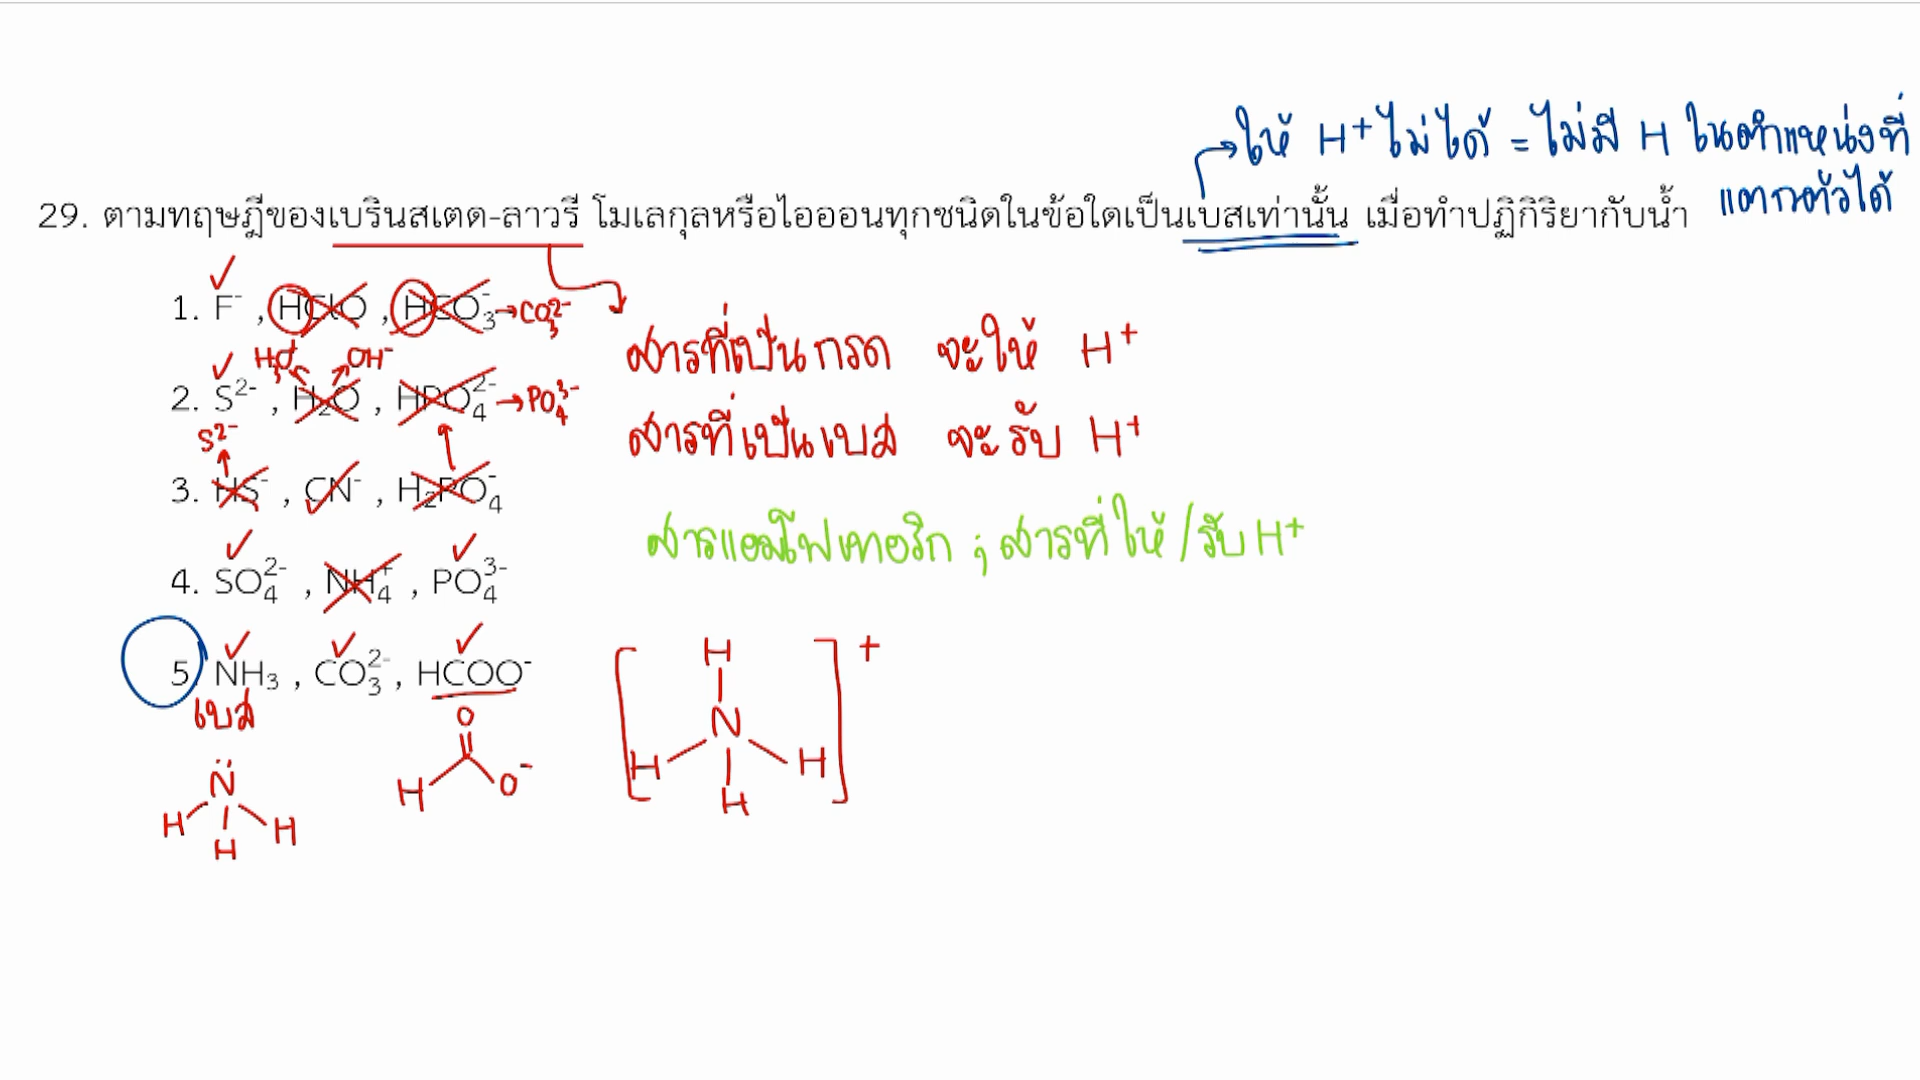 →ให้ H⁺ ไม่ได้ = ไม่มี H ในตำแหน่งที่
แตกตัวได้
29. ตามทฤษฎีของเบรินสเตด-ลาวรี โมเลกุลหรือไอออนทุกชนิดในข้อใดเป็นเบสเท่านั้น เมื่อทำปฏิกิริยากับน้ำ
✓
1. F⁻ , HClO , HCO₃⁻ →CO₃²⁻
สารที่เป็นกรด จะให้ H⁺
✓ H₃O⁺ OH⁻
2. S²⁻ , H₂O , HPO₄²⁻ →PO₄³⁻
สารที่เป็นเบส จะรับ H⁺
S²⁻
3. HS⁻ , CN⁻ , H₂PO₄⁻
สารแอมโฟเทอริก ; สารที่ให้/รับ H⁺
✓ ✓
4. SO₄²⁻ , NH₄⁺ , PO₄³⁻
✓ ✓ ✓
5. NH₃ , CO₃²⁻ , HCOO⁻
เบส
N
H H H
O
H O⁻
H +
N
H H
H